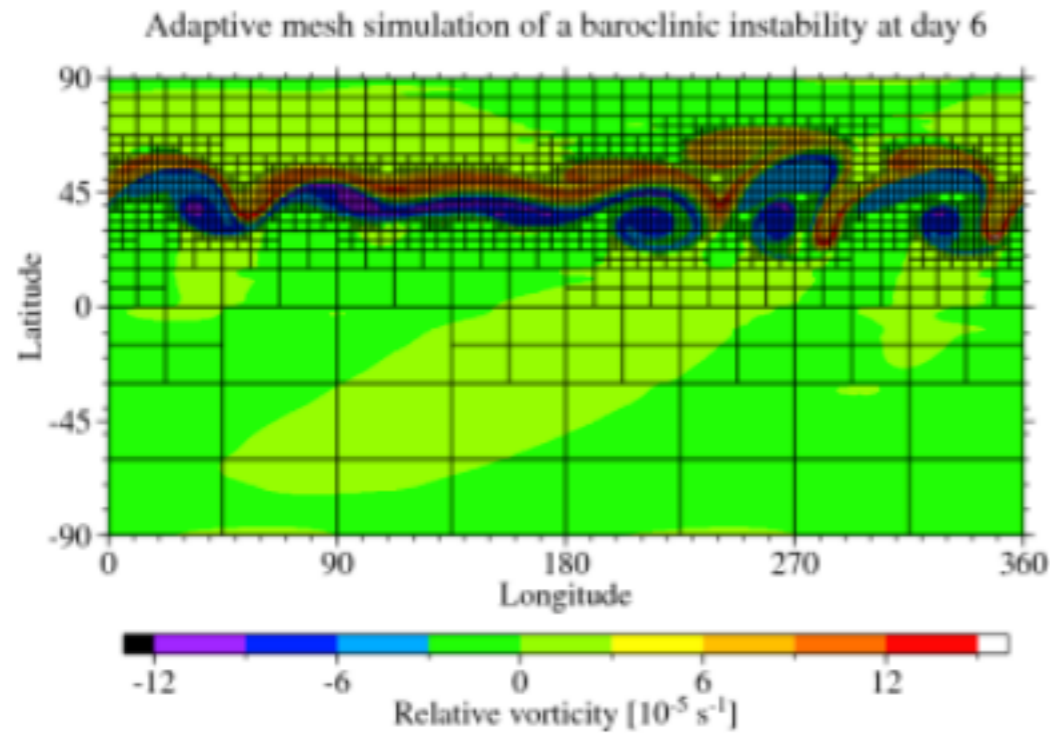 Adaptive mesh simulation of a baroclinic instability at day 6
90
45
0
-45
-90
Latitude
0 90 180 270 360
Longitude
-12 -6 0 6 12
Relative vorticity [10⁻⁵ s⁻¹]